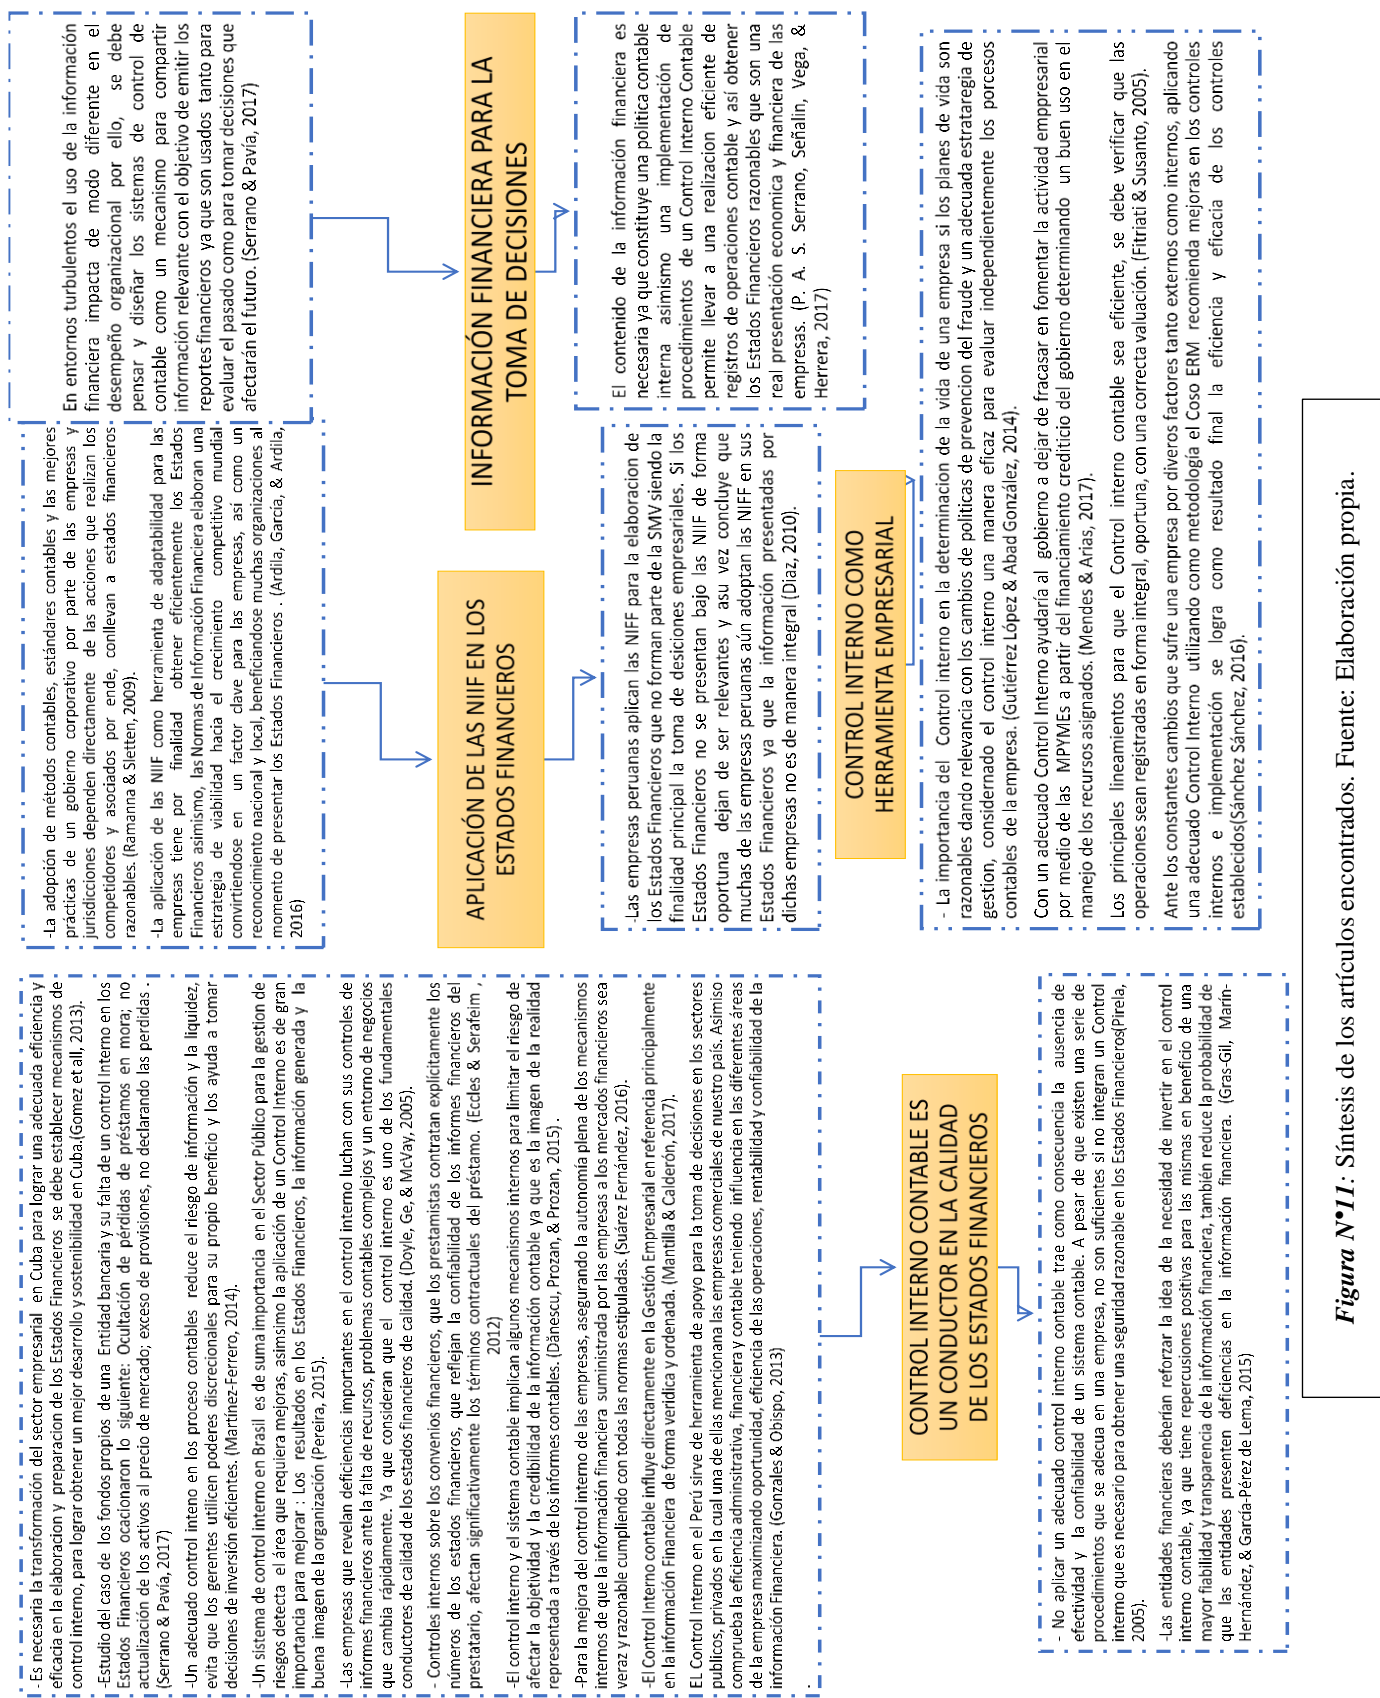 - Es necesaria la transformación del sector empresarial en Cuba para lograr una adecuada eficiencia y
eficacia en la elaboracion y preparacion de los Estados Financieros se debe establecer mecanismos de
control interno, para lograr obtener un mejor desarrollo y sostenibilidad en Cuba.(Gomez et all, 2013).
-Estudio del caso de los fondos propios de una Entidad bancaria y su falta de un control Interno en los
Estados Financieros ocacionaron lo siguiente: Ocultación de pérdidas de préstamos en mora; no
actualización de los activos al precio de mercado; exceso de provisiones, no declarando las perdidas .
(Serrano & Pavía, 2017)
-Un adecuado control inteno en los proceso contables reduce el riesgo de información y la liquidez,
evita que los gerentes utilicen poderes discrecionales para su propio beneficio y los ayuda a tomar
decisiones de inversión eficientes. (Martínez-Ferrero, 2014).
-Un sistema de control interno en Brasil es de suma importancia en el Sector Público para la gestion de
riesgos detecta el área que requiera mejoras, asimismo la aplicación de un Control Interno es de gran
importancia para mejorar : Los resultados en los Estados Financieros, la información generada y la
buena imagen de la organización (Pereira, 2015).
-Las empresas que revelan deficiencias importantes en el control interno luchan con sus controles de
informes financieros ante la falta de recursos, problemas contables complejos y un entorno de negocios
que cambia rápidamente. Ya que consideran que el control interno es uno de los fundamentales
conductores de calidad de los estados financieros de calidad. (Doyle, Ge, & McVay, 2005).
- Controles internos sobre los convenios financieros, que los prestamistas contratan explícitamente los
números de los estados financieros, que reflejan la confiabilidad de los informes financieros del
prestatario, afectan significativamente los términos contractuales del préstamo. (Eccles & Serafeim ,
2012)
-El control interno y el sistema contable implican algunos mecanismos internos para limitar el riesgo de
afectar la objetividad y la credibilidad de la información contable ya que es la imagen de la realidad
representada a través de los informes contables. (Dănescu, Prozan, & Prozan, 2015).
-Para la mejora del control interno de las empresas, asegurando la autonomía plena de los mecanismos
internos de que la información financiera suministrada por las empresas a los mercados financieros sea
veraz y razonable cumpliendo con todas las normas estipuladas. (Suárez Fernández, 2016).
-El Control Interno contable influye directamente en la Gestión Empresarial en referencia principalmente
en la información Financiera de forma verídica y ordenada. (Mantilla & Calderón, 2017).
EL Control Interno en el Perú sirve de herramienta de apoyo para la toma de decisiones en los sectores
publicos, privados en la cual una de ellas mencionana las empresas comerciales de nuestro país. Asimiso
comprueba la eficiencia adminsitrativa, financiera y contable teniendo influencia en las diferentes áreas
de la empresa maximizando oportunidad, eficiencia de las operaciones, rentabilidad y confiabilidad de la
información Financiera. (Gonzales & Obispo, 2013)
.
CONTROL INTERNO CONTABLE ES
UN CONDUCTOR EN LA CALIDAD
DE LOS ESTADOS FINANCIEROS
- No aplicar un adecuado control interno contable trae como consecuencia la ausencia de
efectividad y la confiabilidad de un sistema contable. A pesar de que existen una serie de
procedimientos que se adecua en una empresa, no son suficientes si no integran un Control
interno que es necesario para obtener una seguridad razonable en los Estados Financieros(Pirela,
2005).
-Las entidades financieras deberían reforzar la idea de la necesidad de invertir en el control
interno contable, ya que tiene repercusiones positivas para las mismas en beneficio de una
mayor fiabilidad y transparencia de la información financiera, también reduce la probabilidad de
que las entidades presenten deficiencias en la información financiera. (Gras-Gil, Marín-
Hernández, & García-Pérez de Lema, 2015)
-La adopción de métodos contables, estándares contables y las mejores
prácticas de un gobierno corporativo por parte de las empresas y
jurisdicciones dependen directamente de las acciones que realizan los
competidores y asociados por ende, conllevan a estados financieros
razonables. (Ramanna & Sletten, 2009).
-La aplicación de las NIIF como herramienta de adaptabilidad para las
empresas tiene por finalidad obtener eficientemente los Estados
Financieros asimismo, las Normas de Información Financiera elaboran una
estrategia de viabilidad hacia el crecimiento competitivo mundial
convirtiéndose en un factor clave para las empresas, así como un
reconocimiento nacional y local, beneficiándose muchas organizaciones al
momento de presentar los Estados Financieros . (Ardila, García, & Ardila,
2016)
APLICACIÓN DE LAS NIIF EN LOS
ESTADOS FINANCIEROS
-Las empresas peruanas aplican las NIFF para la elaboracion de
los Estados Financieros que no forman parte de la SMV siendo la
finalidad principal la toma de desiciones empresariales. Si los
Estados Financieros no se presentan bajo las NIIF de forma
oportuna dejan de ser relevantes y asu vez concluye que
muchas de las empresas peruanas aún adoptan las NIFF en sus
Estados Financieros ya que la información presentadas por
dichas empresas no es de manera integral (Díaz, 2010).
En entornos turbulentos el uso de la información
financiera impacta de modo diferente en el
desempeño organizacional por ello, se debe
pensar y diseñar los sistemas de control de
contable como un mecanismo para compartir
información relevante con el objetivo de emitir los
reportes financieros ya que son usados tanto para
evaluar el pasado como para tomar decisiones que
afectarán el futuro. (Serrano & Pavía, 2017)
INFORMACIÓN FINANCIERA PARA LA
TOMA DE DECISIONES
El contenido de la información financiera es
necesaria ya que constituye una política contable
interna asimismo una implementación de
procedimientos de un Control Interno Contable
permite llevar a una realizacion eficiente de
registros de operaciones contable y así obtener
los Estados Financieros razonables que son una
real presentación economica y financiera de las
empresas. (P. A. S. Serrano, Señalin, Vega, &
Herrera, 2017)
CONTROL INTERNO COMO
HERRAMIENTA EMPRESARIAL
- La importancia del Control interno en la determinacion de la vida de una empresa si los planes de vida son
razonables dando relevancia con los cambios de políticas de prevencion del fraude y un adecuada estrataregia de
gestion, considerado el control interno una manera eficaz para evaluar independientemente los porcesos
contables de la empresa. (Gutiérrez López & Abad González, 2014).
Con un adecuado Control Interno ayudaría al gobierno a dejar de fracasar en fomentar la actividad emppresarial
por medio de las MPYMEs a partir del financiamiento crediticio del gobierno determinando un buen uso en el
manejo de los recursos asignados. (Mendes & Arias, 2017).
Los principales lineamientos para que el Control interno contable sea eficiente, se debe verificar que las
operaciones sean registradas en forma integral, oportuna, con una correcta valuación. (Fitriati & Susanto, 2005).
Ante los constantes cambios que sufre una empresa por diversos factores tanto externos como internos, aplicando
una adecuado Control Interno utilizando como metodología el Coso ERM recomienda mejoras en los controles
internos e implementación se logra como resultado final la eficiencia y eficacia de los controles
establecidos(Sánchez Sánchez, 2016).
Figura N°11: Síntesis de los artículos encontrados. Fuente: Elaboración propia.